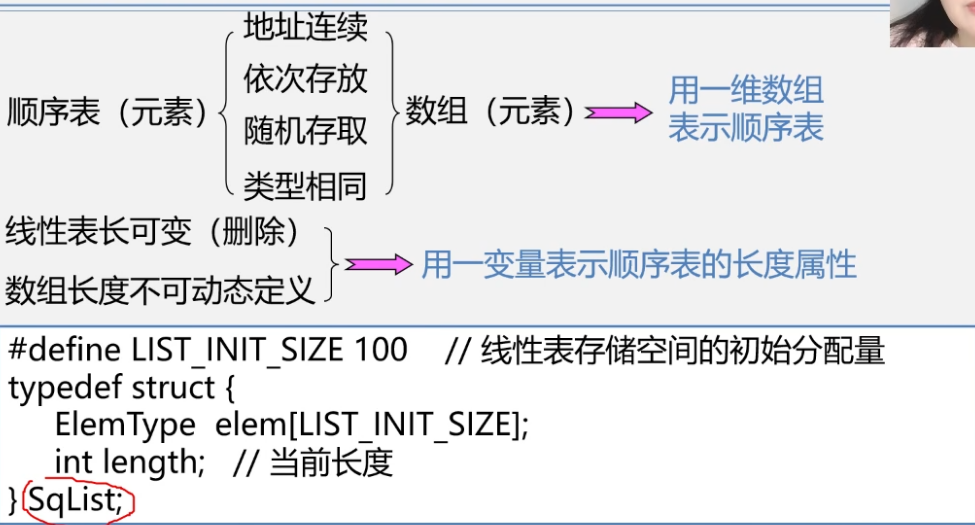 地址连续
依次存放
顺序表（元素）
随机存取
类型相同
数组（元素）
用一维数组
表示顺序表
线性表长可变（删除）
数组长度不可动态定义
用一变量表示顺序表的长度属性
#define LIST_INIT_SIZE 100 // 线性表存储空间的初始分配量
typedef struct {
ElemType elem[LIST_INIT_SIZE];
int length; // 当前长度
} SqList;